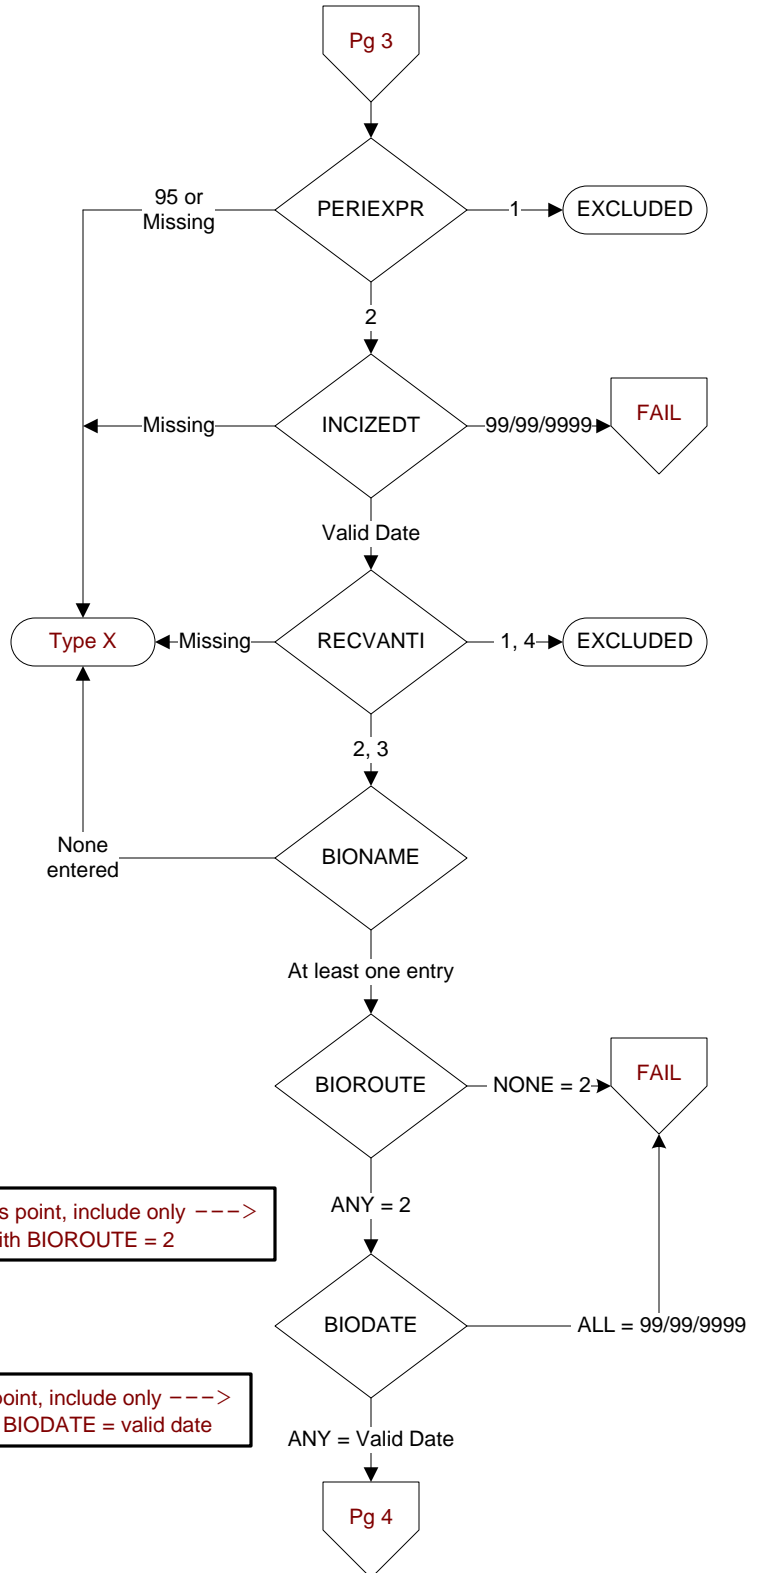 Pg 3
95 or
Missing
PERIEXPR
1
EXCLUDED
2
Missing
INCIZEDT
99/99/9999
FAIL
Valid Date
Type X
Missing
RECVANTI
1, 4
EXCLUDED
2, 3
None
entered
BIONAME
At least one entry
BIOROUTE
NONE = 2
FAIL
s point, include only --->
ith BIOROUTE = 2
ANY = 2
BIODATE
ALL = 99/99/9999
point, include only --->
BIODATE = valid date
ANY = Valid Date
Pg 4